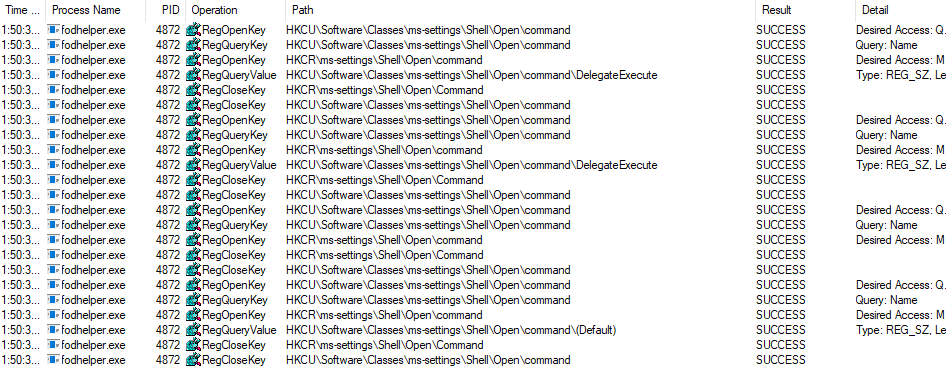 Time ... Process Name PID Operation Path Result Detail
1:50:3... fodhelper.exe 4872 RegOpenKey HKCU\Software\Classes\ms-settings\Shell\Open\command SUCCESS Desired Access: Q...
1:50:3... fodhelper.exe 4872 RegQueryKey HKCU\Software\Classes\ms-settings\Shell\Open\command SUCCESS Query: Name
1:50:3... fodhelper.exe 4872 RegOpenKey HKCR\ms-settings\Shell\Open\command SUCCESS Desired Access: M
1:50:3... fodhelper.exe 4872 RegQueryValue HKCU\Software\Classes\ms-settings\Shell\Open\command\DelegateExecute SUCCESS Type: REG_SZ, Le
1:50:3... fodhelper.exe 4872 RegCloseKey HKCR\ms-settings\Shell\Open\Command SUCCESS
1:50:3... fodhelper.exe 4872 RegCloseKey HKCU\Software\Classes\ms-settings\Shell\Open\command SUCCESS
1:50:3... fodhelper.exe 4872 RegOpenKey HKCU\Software\Classes\ms-settings\Shell\Open\command SUCCESS Desired Access: Q...
1:50:3... fodhelper.exe 4872 RegQueryKey HKCU\Software\Classes\ms-settings\Shell\Open\command SUCCESS Query: Name
1:50:3... fodhelper.exe 4872 RegOpenKey HKCR\ms-settings\Shell\Open\command SUCCESS Desired Access: M
1:50:3... fodhelper.exe 4872 RegQueryValue HKCU\Software\Classes\ms-settings\Shell\Open\command\DelegateExecute SUCCESS Type: REG_SZ, Le
1:50:3... fodhelper.exe 4872 RegCloseKey HKCR\ms-settings\Shell\Open\Command SUCCESS
1:50:3... fodhelper.exe 4872 RegCloseKey HKCU\Software\Classes\ms-settings\Shell\Open\command SUCCESS
1:50:3... fodhelper.exe 4872 RegOpenKey HKCU\Software\Classes\ms-settings\Shell\Open\command SUCCESS Desired Access: Q...
1:50:3... fodhelper.exe 4872 RegQueryKey HKCU\Software\Classes\ms-settings\Shell\Open\command SUCCESS Query: Name
1:50:3... fodhelper.exe 4872 RegOpenKey HKCR\ms-settings\Shell\Open\command SUCCESS Desired Access: M
1:50:3... fodhelper.exe 4872 RegCloseKey HKCR\ms-settings\Shell\Open\Command SUCCESS
1:50:3... fodhelper.exe 4872 RegCloseKey HKCU\Software\Classes\ms-settings\Shell\Open\command SUCCESS
1:50:3... fodhelper.exe 4872 RegOpenKey HKCU\Software\Classes\ms-settings\Shell\Open\command SUCCESS Desired Access: Q...
1:50:3... fodhelper.exe 4872 RegQueryKey HKCU\Software\Classes\ms-settings\Shell\Open\command SUCCESS Query: Name
1:50:3... fodhelper.exe 4872 RegOpenKey HKCR\ms-settings\Shell\Open\command SUCCESS Desired Access: M
1:50:3... fodhelper.exe 4872 RegQueryValue HKCU\Software\Classes\ms-settings\Shell\Open\command\(Default) SUCCESS Type: REG_SZ, Le
1:50:3... fodhelper.exe 4872 RegCloseKey HKCR\ms-settings\Shell\Open\Command SUCCESS
1:50:3... fodhelper.exe 4872 RegCloseKey HKCU\Software\Classes\ms-settings\Shell\Open\command SUCCESS